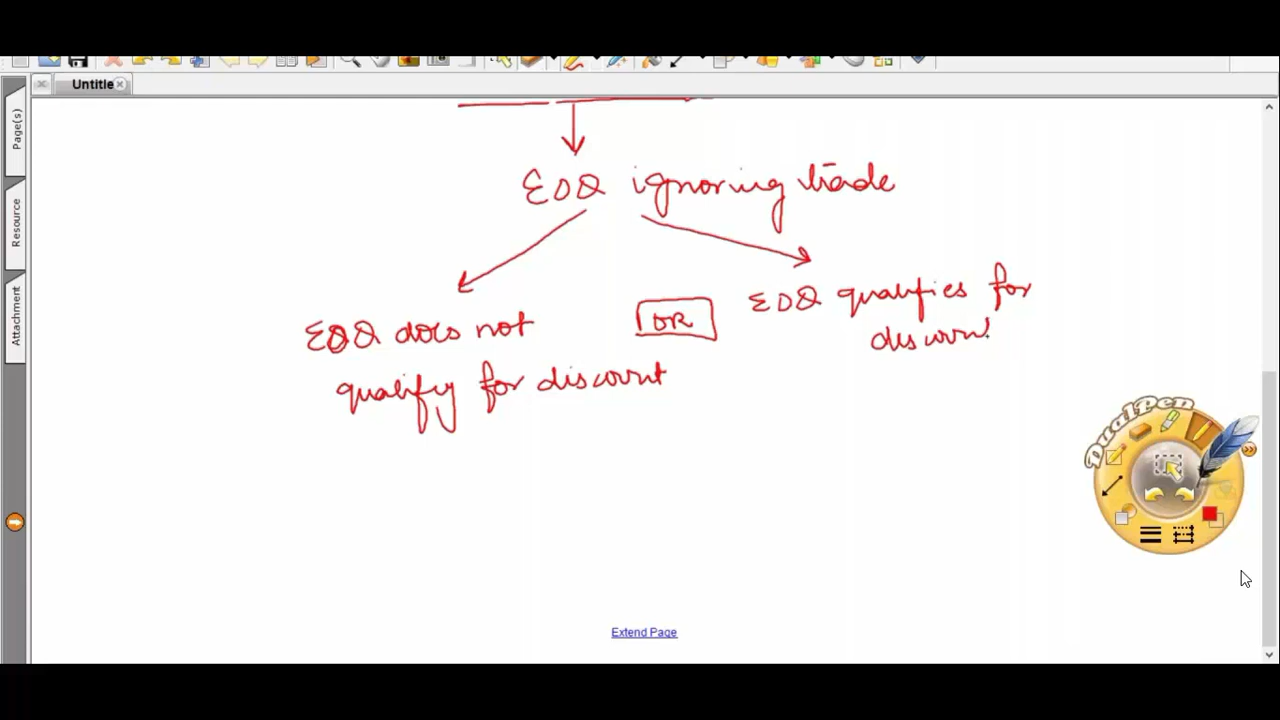 Untitle
Page(s)
Resource
Attachment
EOQ ignoring trade
EOQ does not
qualify for discount
OR
EOQ qualifies for
discount
DualPen
Extend Page